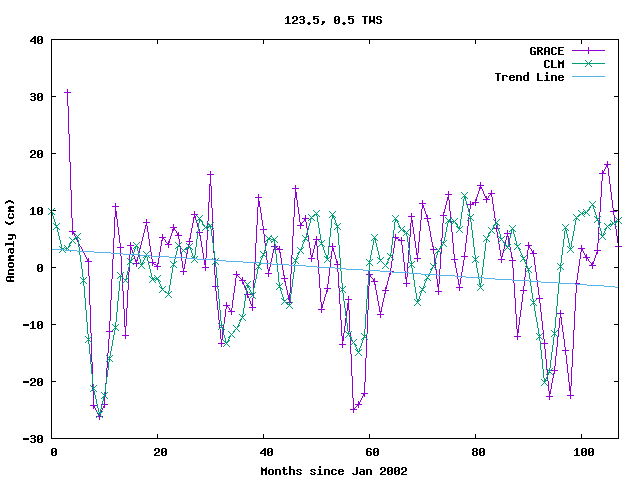 123.5, 0.5 TWS
GRACE
CLM
Trend Line
40
30
20
10
0
-10
-20
-30
Anomaly (cm)
0 20 40 60 80 100
Months since Jan 2002